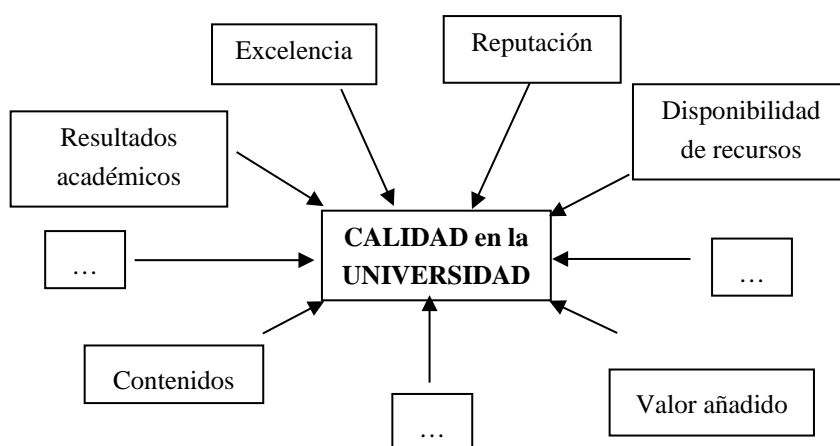 Excelencia
Reputación
Resultados
académicos
Disponibilidad
de recursos
CALIDAD en la
UNIVERSIDAD
…
…
Contenidos
…
Valor añadido